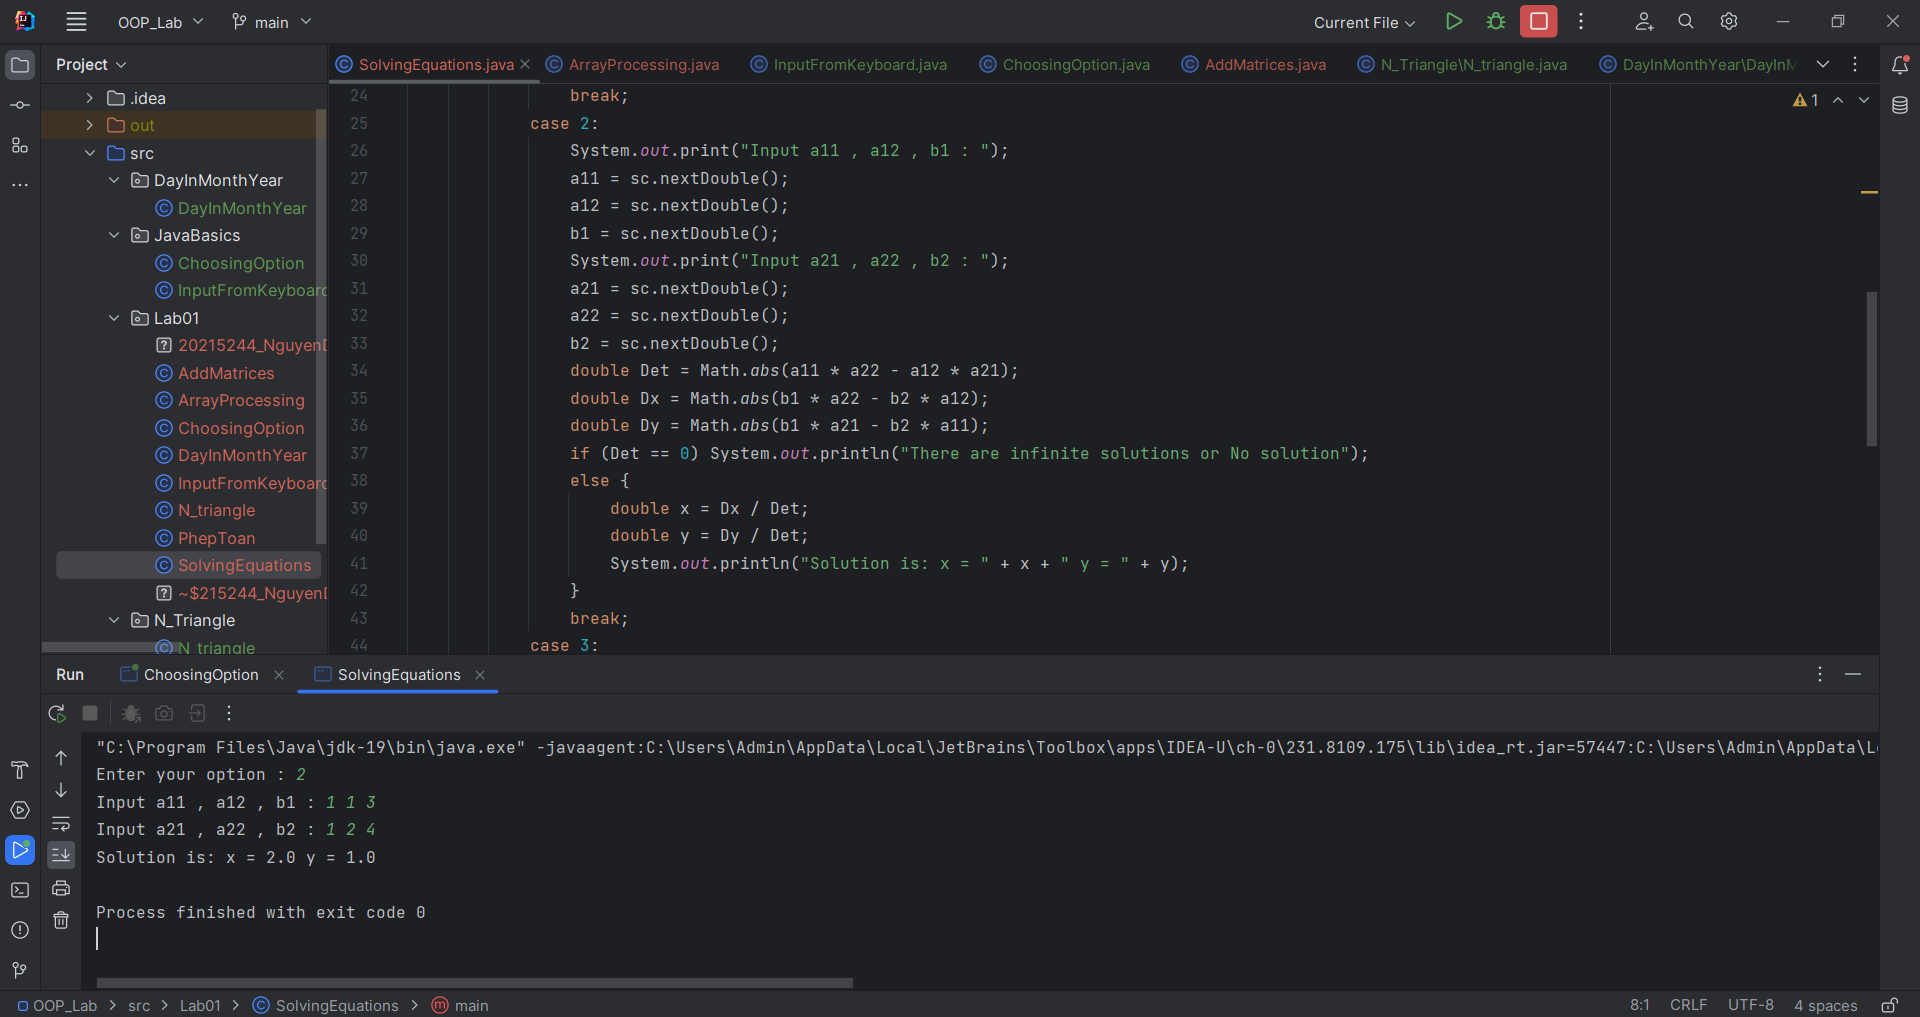 OOP_Lab
main
Current File
Project
SolvingEquations.java
ArrayProcessing.java
InputFromKeyboard.java
ChoosingOption.java
AddMatrices.java
N_Triangle\N_triangle.java
DayInMonthYear\DayInM
.idea
out
src
DayInMonthYear
DayInMonthYear
JavaBasics
ChoosingOption
InputFromKeyboard
Lab01
20215244_NguyenD
AddMatrices
ArrayProcessing
ChoosingOption
DayInMonthYear
InputFromKeyboard
N_triangle
PhepToan
SolvingEquations
~$215244_NguyenD
N_Triangle
N_triangle
1
24 break;
25 case 2:
26 System.out.print("Input a11 , a12 , b1 : ");
27 a11 = sc.nextDouble();
28 a12 = sc.nextDouble();
29 b1 = sc.nextDouble();
30 System.out.print("Input a21 , a22 , b2 : ");
31 a21 = sc.nextDouble();
32 a22 = sc.nextDouble();
33 b2 = sc.nextDouble();
34 double Det = Math.abs(a11 * a22 - a12 * a21);
35 double Dx = Math.abs(b1 * a22 - b2 * a12);
36 double Dy = Math.abs(b1 * a21 - b2 * a11);
37 if (Det == 0) System.out.println("There are infinite solutions or No solution");
38 else {
39 double x = Dx / Det;
40 double y = Dy / Det;
41 System.out.println("Solution is: x = " + x + " y = " + y);
42 }
43 break;
44 case 3:
Run
ChoosingOption
SolvingEquations
"C:\Program Files\Java\jdk-19\bin\java.exe" -javaagent:C:\Users\Admin\AppData\Local\JetBrains\Toolbox\apps\IDEA-U\ch-0\231.8109.175\lib\idea_rt.jar=57447:C:\Users\Admin\AppData\Lo
Enter your option : 2
Input a11 , a12 , b1 : 1 1 3
Input a21 , a22 , b2 : 1 2 4
Solution is: x = 2.0 y = 1.0
Process finished with exit code 0
OOP_Lab > src > Lab01 > SolvingEquations > main
8:1 CRLF UTF-8 4 spaces